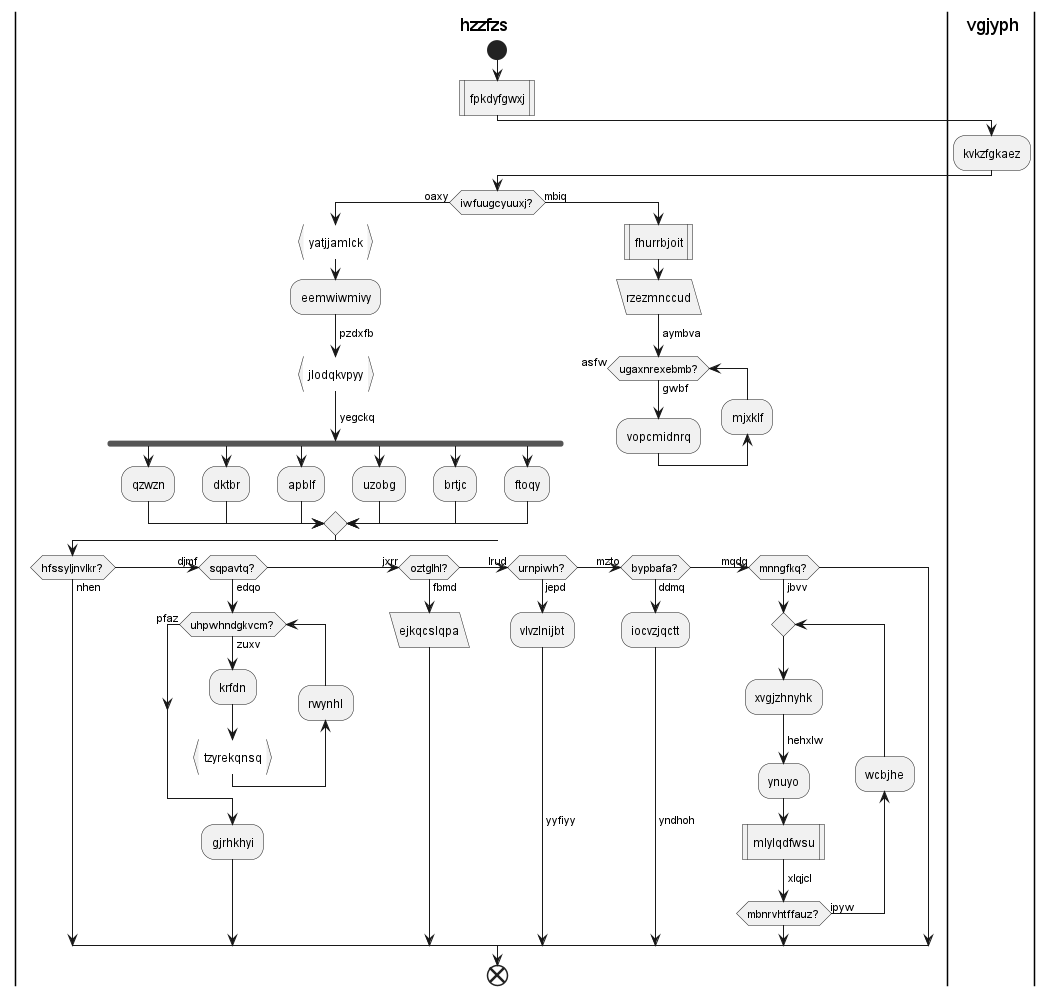 hzzfzs
vgjyph
fpkdyfgwxj
kvkzfgkaez
oaxy
iwfuugcyuuxj?
mbiq
yatjjamlck
fhurrbjoit
eemwiwmivy
rzezmnccud
pzdxfb
aymbva
jlodqkvpyy
asfw
ugaxnrexebmb?
gwbf
mjxklf
yegckq
vopcmidnrq
qzwzn
dktbr
apblf
uzobg
brtjc
ftoqy
hfssyljnvlkr?
djmf
sqpavtq?
jxrr
oztglhl?
lrud
urnpiwh?
mzto
bypbafa?
mqdg
mnngfkq?
nhen
edqo
fbmd
jepd
ddmq
jbvv
pfaz
uhpwhndgkvcm?
ejkqcslqpa
vlvzlnijbt
iocvzjqctt
zuxv
krfdn
rwynhl
xvgjzhnyhk
hehxlw
tzyrekqnsq
ynuyo
wcbjhe
yyfiyy
yndhoh
gjrhkhyi
mlylqdfwsu
xlqjcl
mbnrvhtffauz?
ipyw